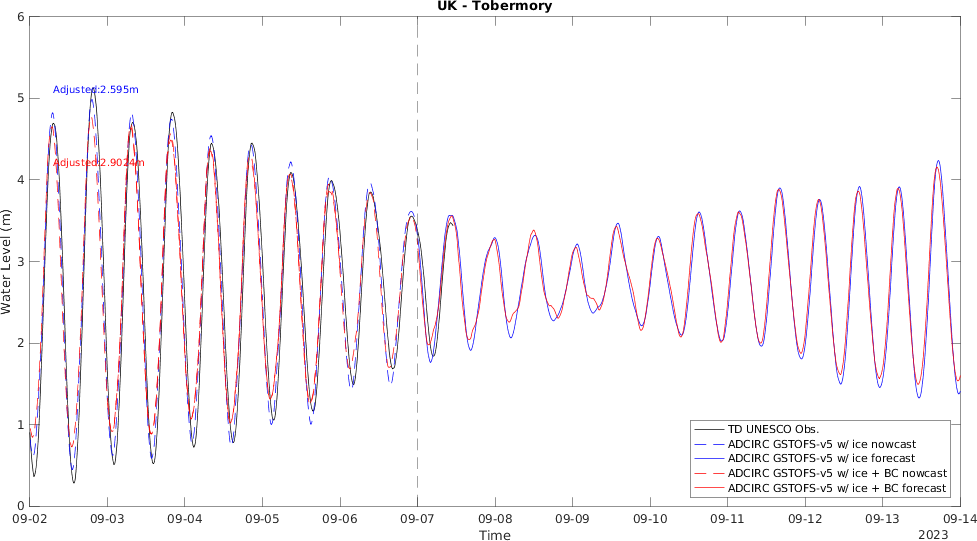 UK - Tobermory
6
5
4
3
2
1
0
Water Level (m)
Adjusted:2.595m
Adjusted:2.9024m
TD UNESCO Obs.
ADCIRC GSTOFS-v5 w/ ice nowcast
ADCIRC GSTOFS-v5 w/ ice forecast
ADCIRC GSTOFS-v5 w/ ice + BC nowcast
ADCIRC GSTOFS-v5 w/ ice + BC forecast
09-02 09-03 09-04 09-05 09-06 09-07 09-08 09-09 09-10 09-11 09-12 09-13 09-14
Time
2023